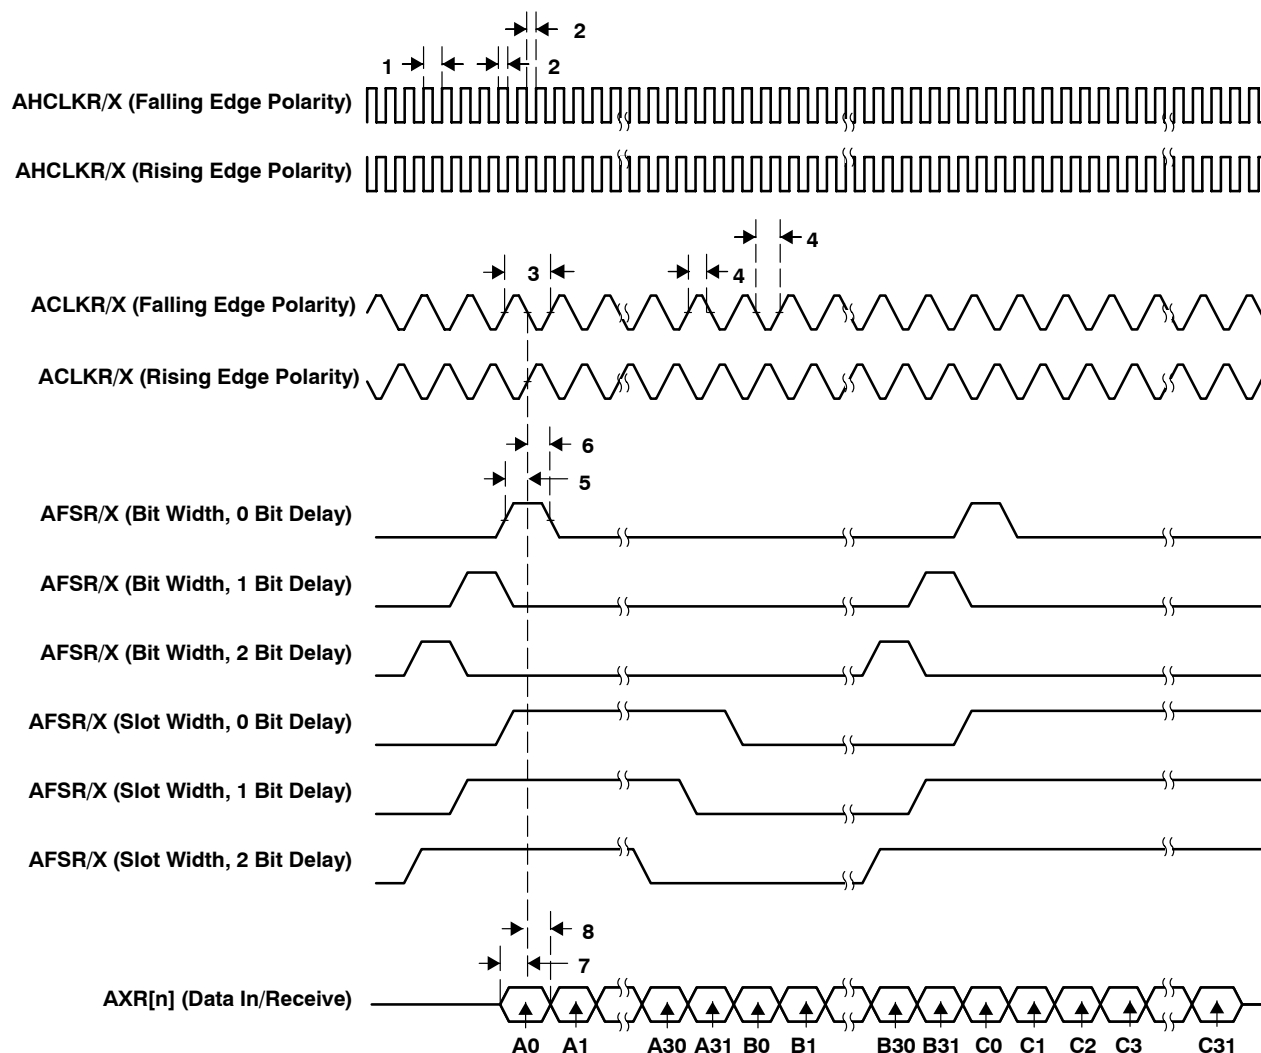 2
1 2
AHCLKR/X (Falling Edge Polarity)
AHCLKR/X (Rising Edge Polarity)
4
3 4
ACLKR/X (Falling Edge Polarity)
ACLKR/X (Rising Edge Polarity)
6
5
AFSR/X (Bit Width, 0 Bit Delay)
AFSR/X (Bit Width, 1 Bit Delay)
AFSR/X (Bit Width, 2 Bit Delay)
AFSR/X (Slot Width, 0 Bit Delay)
AFSR/X (Slot Width, 1 Bit Delay)
AFSR/X (Slot Width, 2 Bit Delay)
8
7
AXR[n] (Data In/Receive)
A0 A1 A30 A31 B0 B1 B30 B31 C0 C1 C2 C3 C31